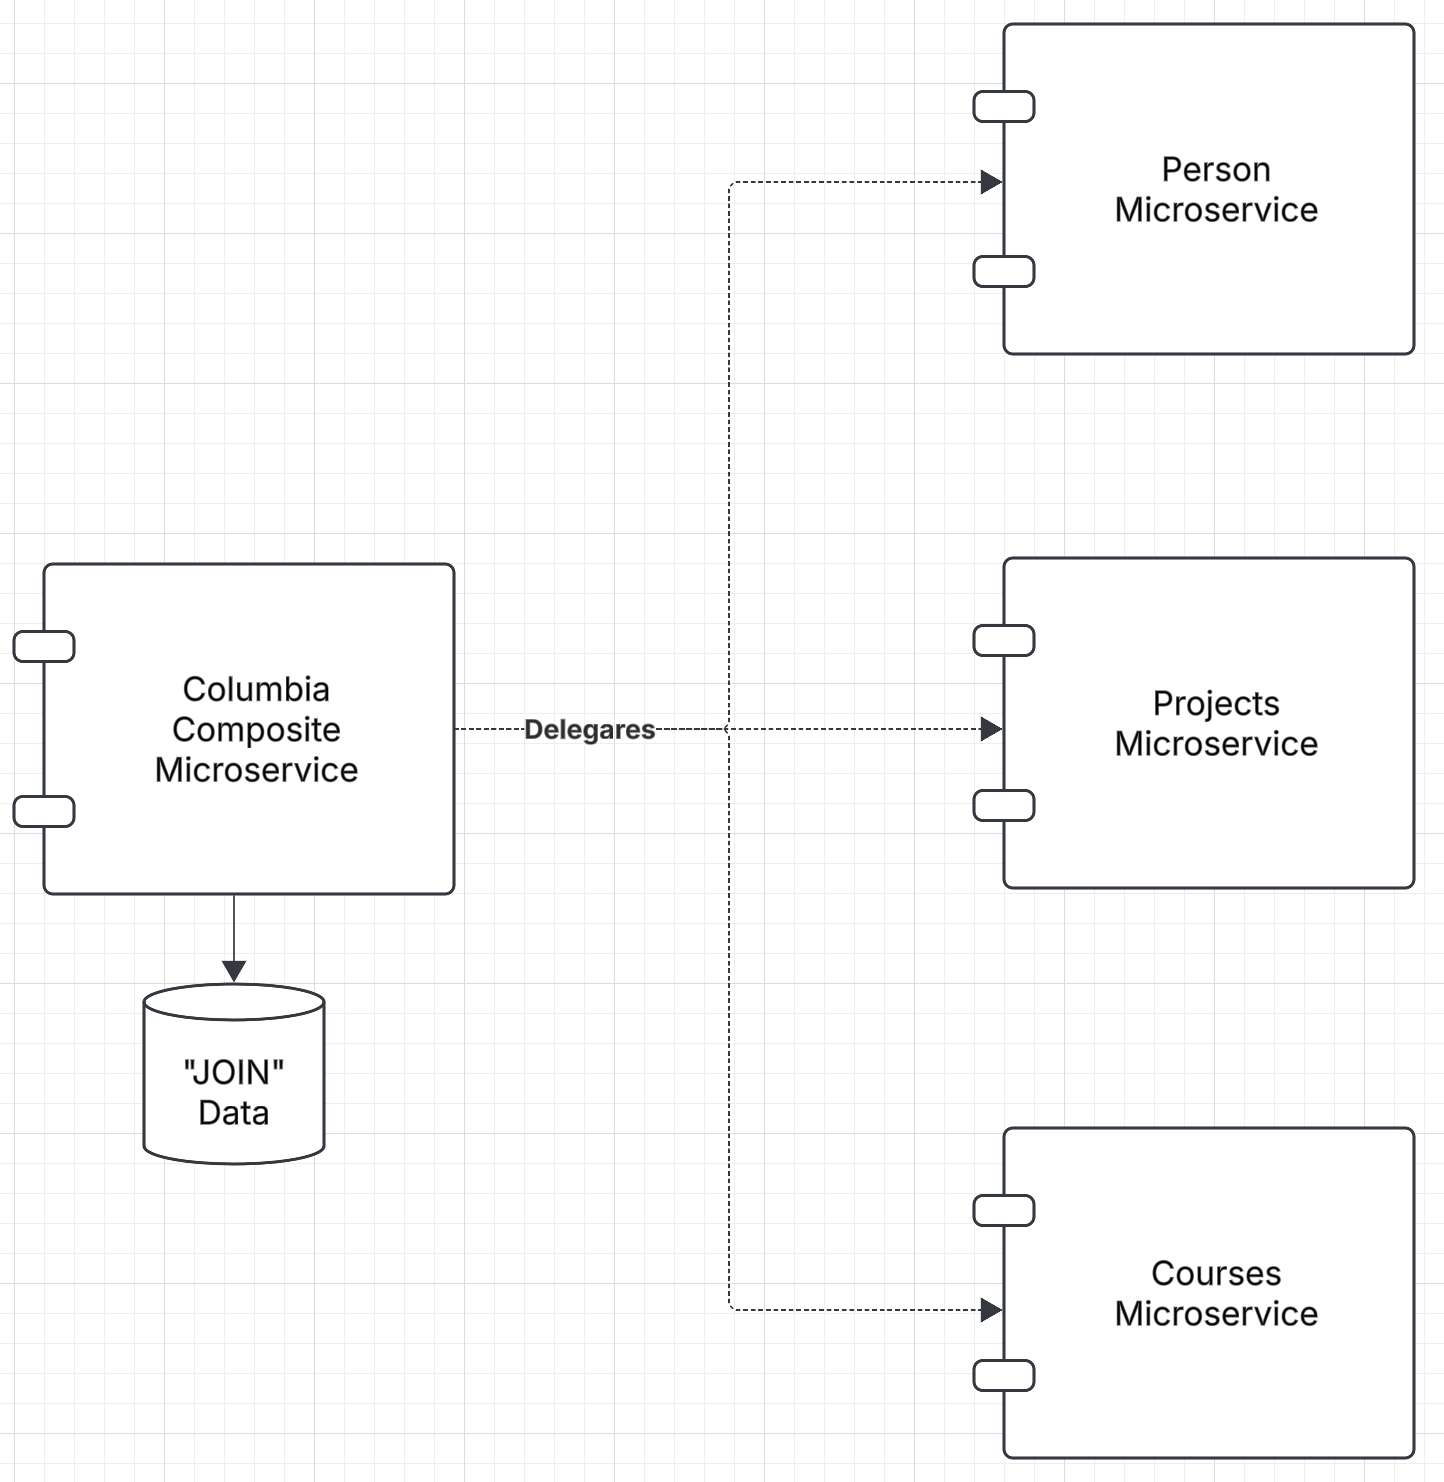 Person
Microservice
Columbia
Composite
Microservice
Delegares
Projects
Microservice
"JOIN"
Data
Courses
Microservice